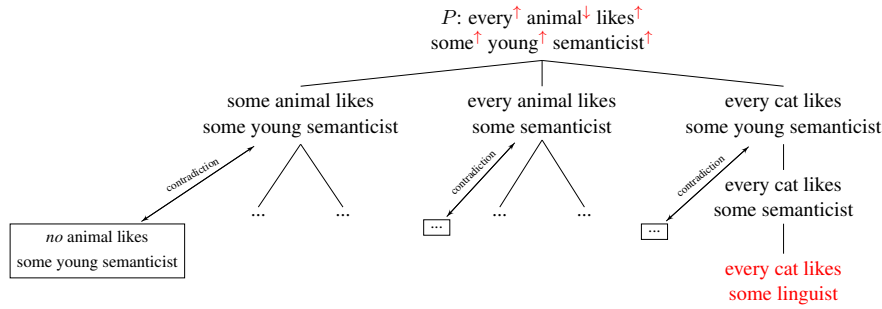 P: every↑ animal↓ likes↑
some↑ young↑ semanticist↑
some animal likes
some young semanticist
every animal likes
some semanticist
every cat likes
some young semanticist
contradiction
contradiction
contradiction
every cat likes
some semanticist
...
...
...
...
...
...
no animal likes
some young semanticist
every cat likes
some linguist